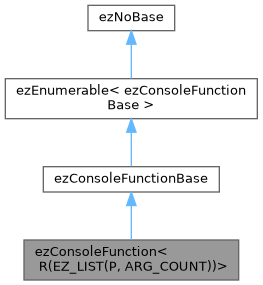 ezNoBase
ezEnumerable< ezConsoleFunction
Base >
ezConsoleFunctionBase
ezConsoleFunction<
R(EZ_LIST(P, ARG_COUNT))>